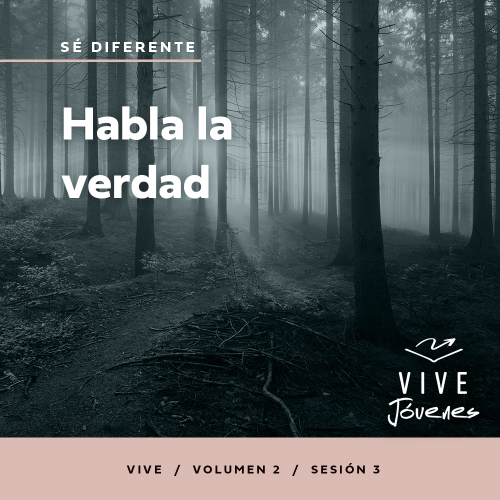 SÉ DIFERENTE
Habla la
verdad
VIVE
Jóvenes
VIVE / VOLUMEN 2 / SESIÓN 3